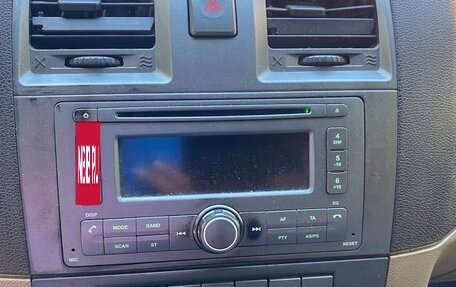 4
SHF
5
-10
6
+10
DISP
EQ
MODE BAND AF TA
SCAN ST PTY AS/PS
MIC
RESET